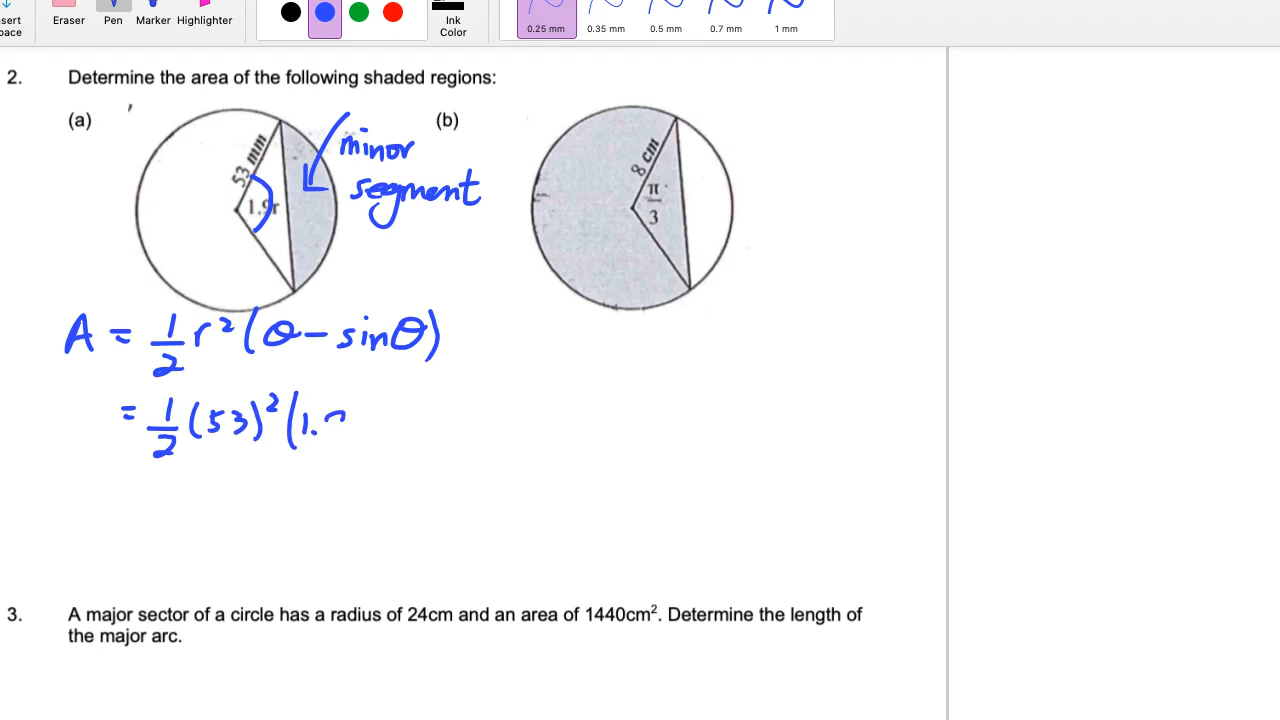 sert
pace
Eraser
Pen
Marker
Highlighter
Ink
Color
0.25 mm
0.35 mm
0.5 mm
0.7 mm
1 mm
2. Determine the area of the following shaded regions:
(a)
53 mm
1.9r
minor
segment
(b)
8 cm
π
3
A = 1/2 r² (θ – sinθ)
= 1/2 (53)² (1.
3. A major sector of a circle has a radius of 24cm and an area of 1440cm². Determine the length of
the major arc.